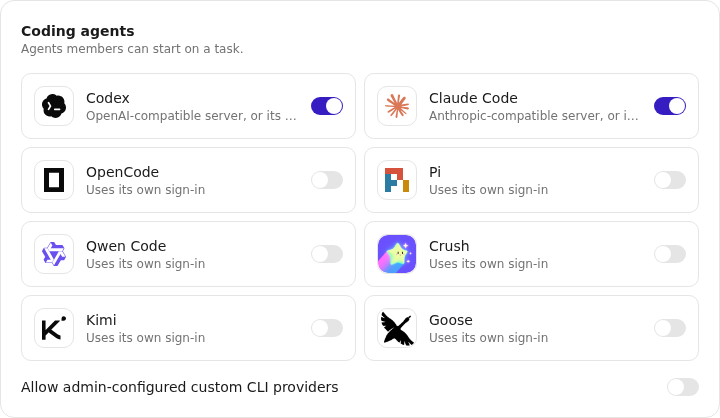 Coding agents
Agents members can start on a task.
Codex
OpenAI-compatible server, or its ...
Claude Code
Anthropic-compatible server, or i...
OpenCode
Uses its own sign-in
Pi
Uses its own sign-in
Qwen Code
Uses its own sign-in
Crush
Uses its own sign-in
Kimi
Uses its own sign-in
Goose
Uses its own sign-in
Allow admin-configured custom CLI providers